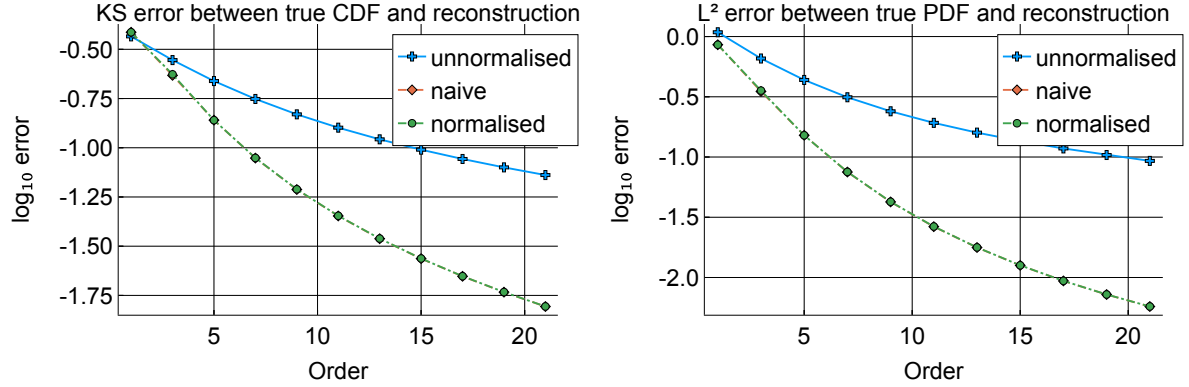 KS error between true CDF and reconstruction
-0.50
-0.75
-1.00
-1.25
-1.50
-1.75
log₁₀ error
5
10
15
20
Order
unnormalised
naive
normalised
L² error between true PDF and reconstruction
0.0
-0.5
-1.0
-1.5
-2.0
log₁₀ error
5
10
15
20
Order
unnormalised
naive
normalised